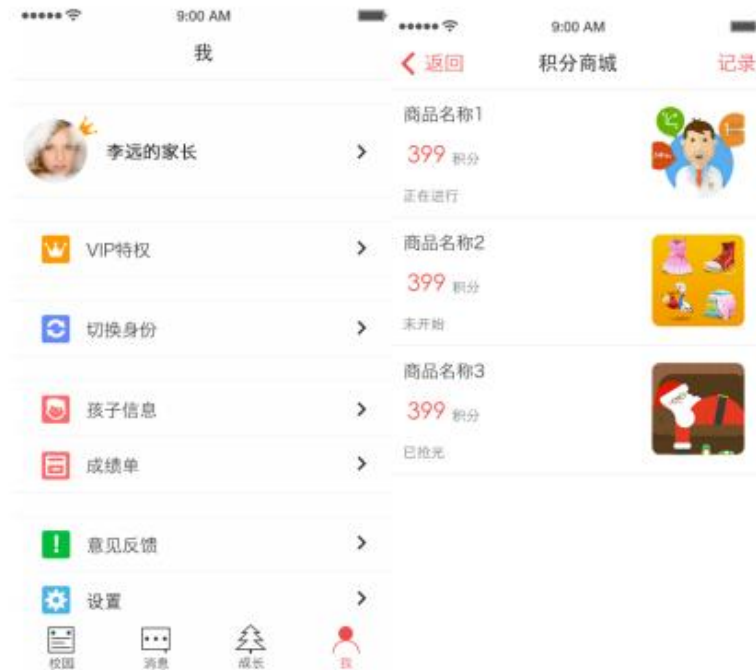 9:00 AM
我
李远的家长
VIP特权
切换身份
孩子信息
成绩单
意见反馈
设置
校园
消息
成长
我
9:00 AM
返回
积分商城
记录
商品名称1
399 积分
正在进行
商品名称2
399 积分
未开始
商品名称3
399 积分
已抢光